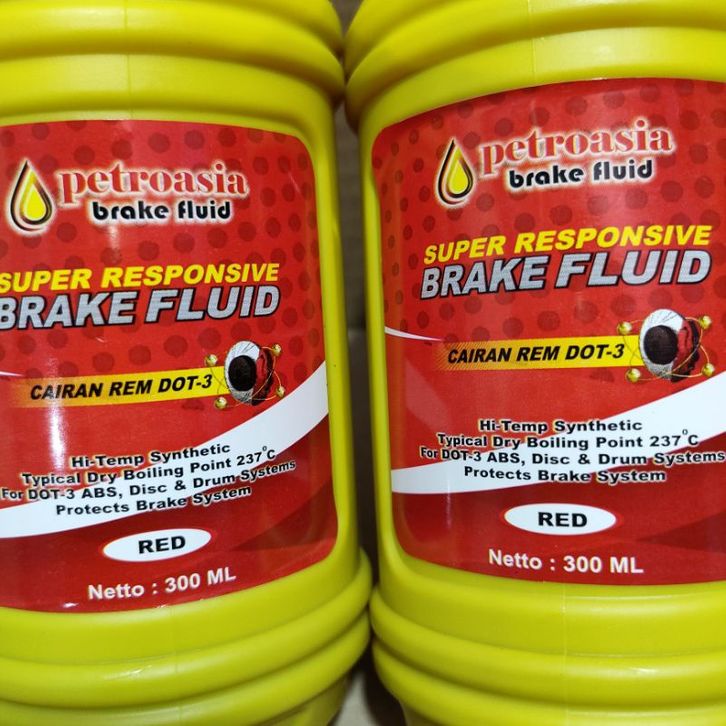 petroasia
brake fluid
SUPER RESPONSIVE
BRAKE FLUID
CAIRAN REM DOT-3
Hi-Temp Synthetic
Typical Dry Boiling Point 237°C
For DOT-3 ABS, Disc & Drum Systems
Protects Brake System
RED
Netto : 300 ML
petroasia
brake fluid
SUPER RESPONSIVE
BRAKE FLUID
CAIRAN REM DOT-3
Hi-Temp Synthetic
Typical Dry Boiling Point 237°C
For DOT-3 ABS, Disc & Drum Systems
Protects Brake System
RED
Netto : 300 ML